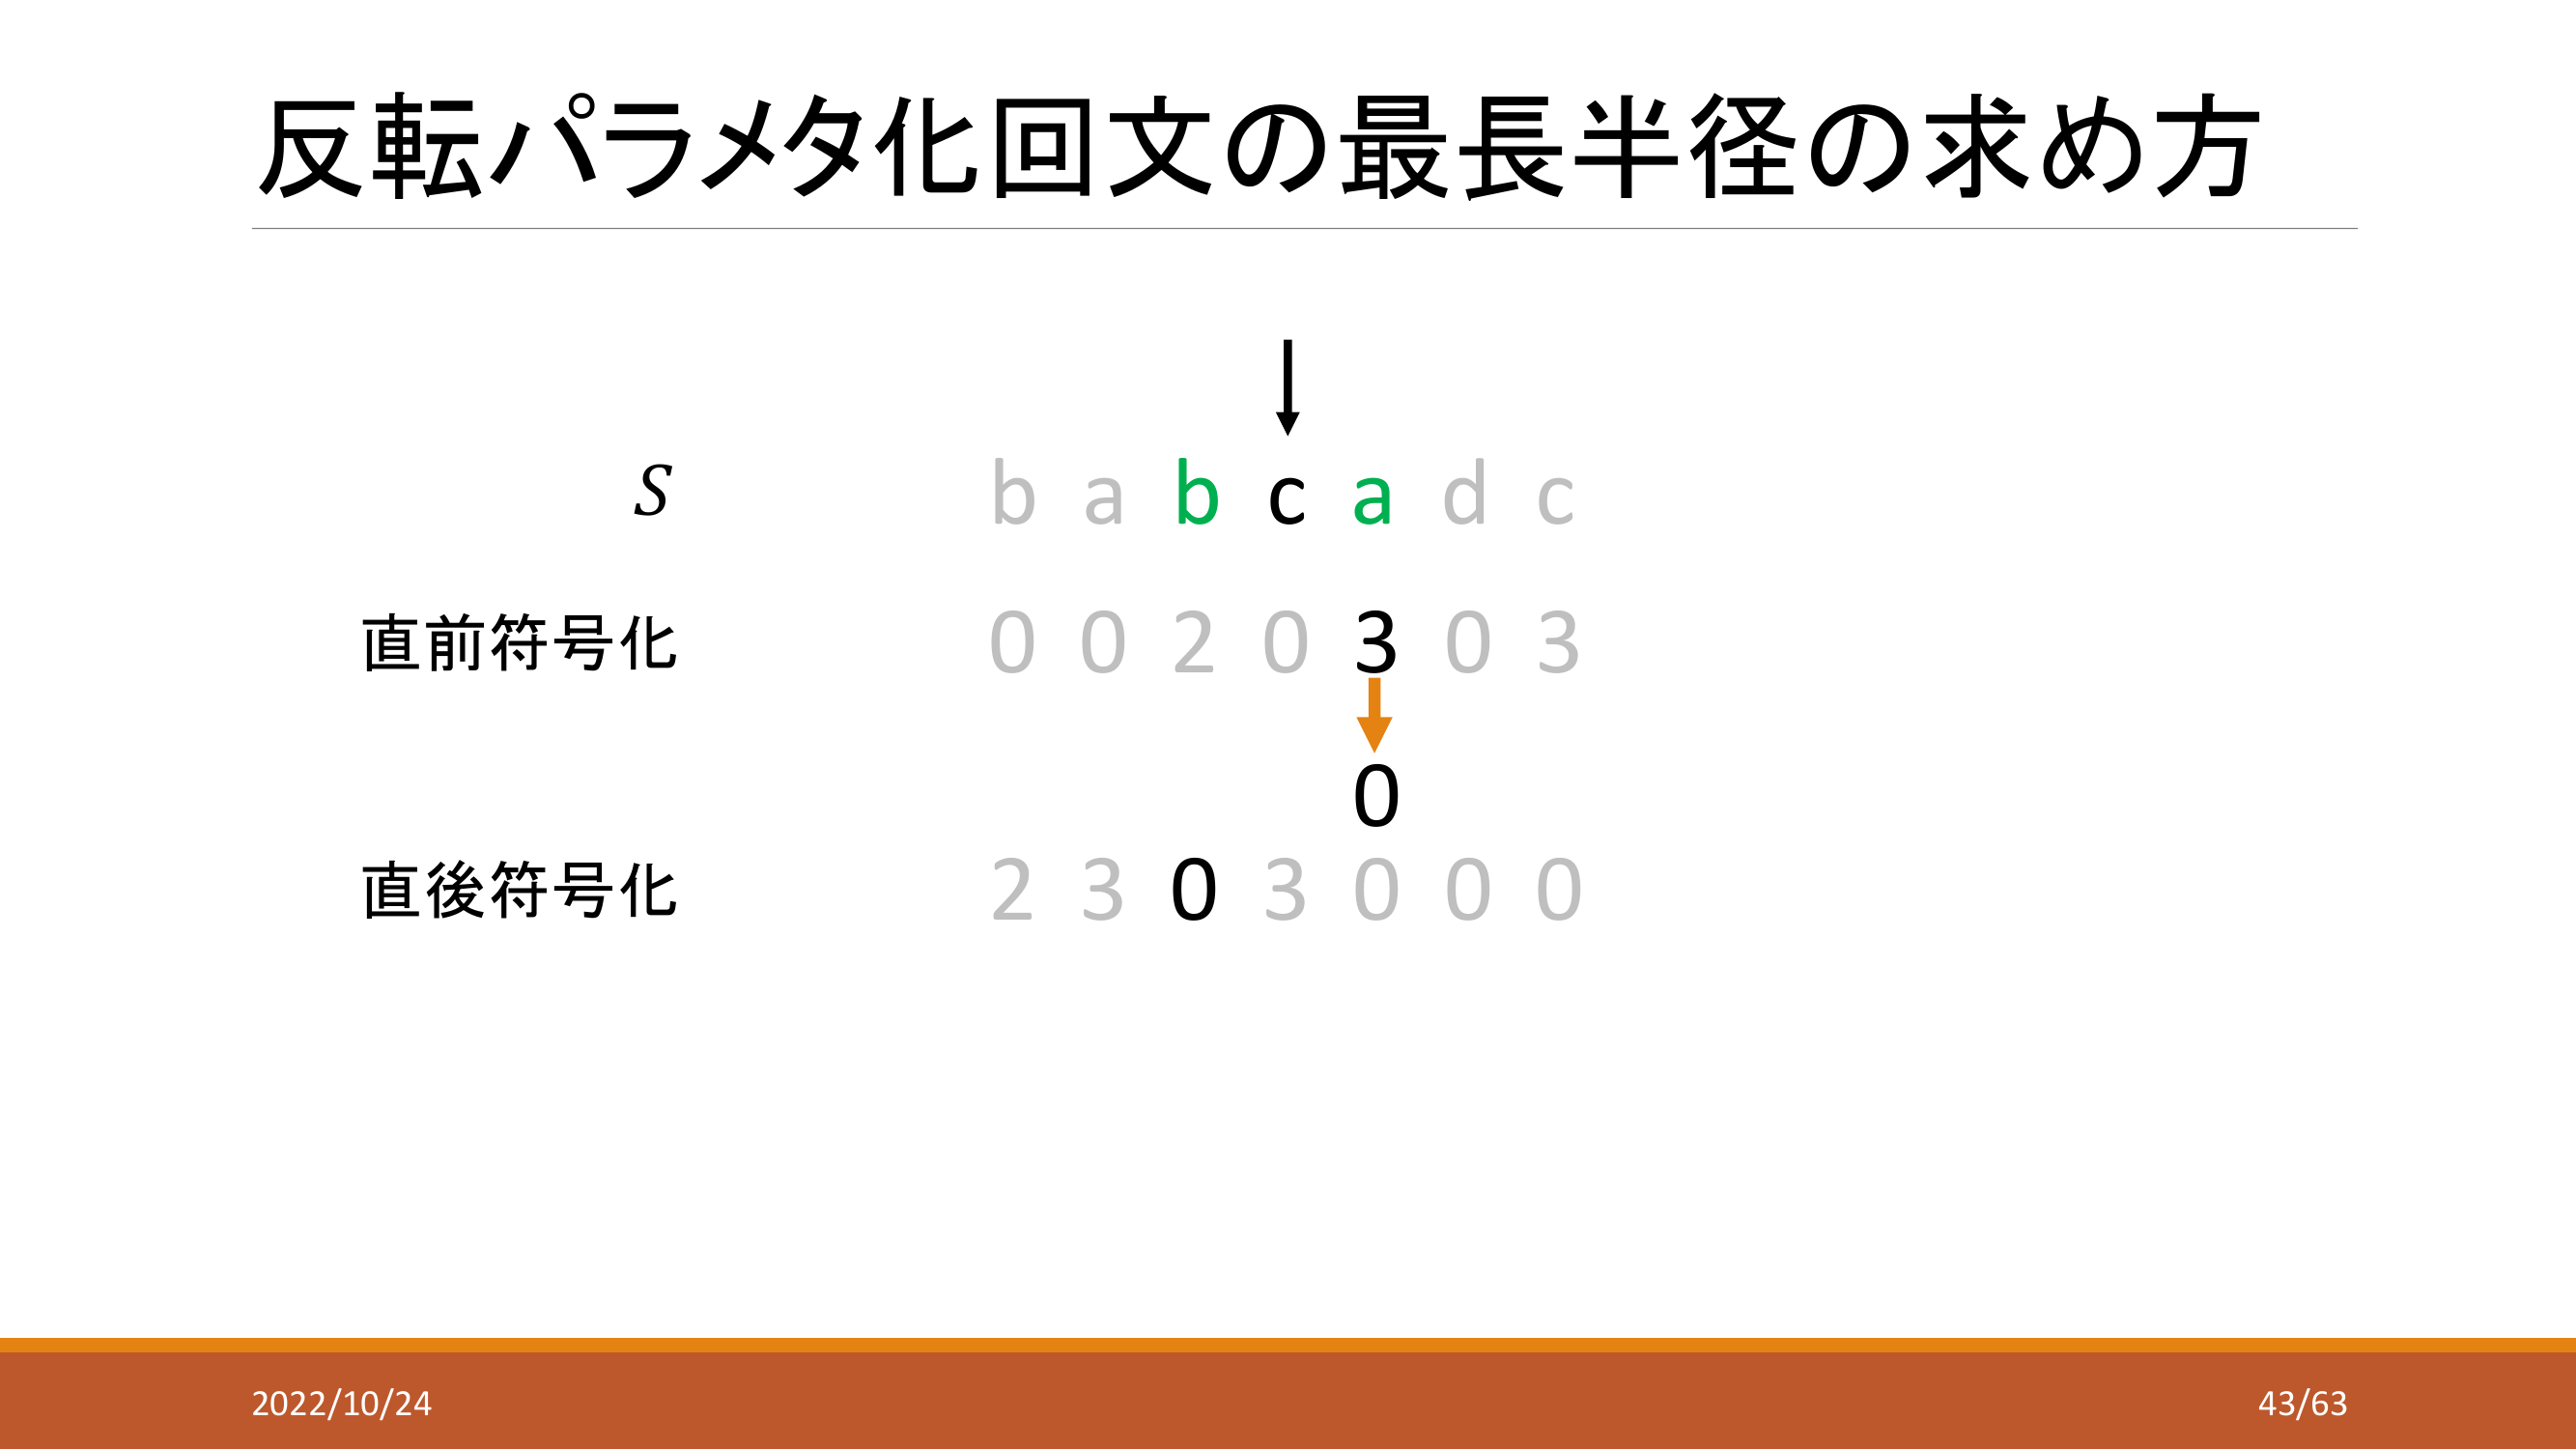 反転パラメタ化回文の最長半径の求め方
S b a b c a d c
直前符号化 0 0 2 0 3 0 3
0
直後符号化 2 3 0 3 0 0 0
2022/10/24 43/63